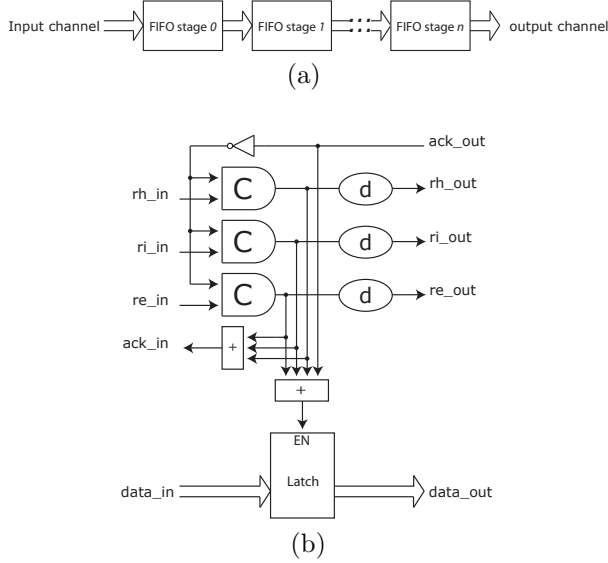 Input channel
FIFO stage 0
FIFO stage 1
FIFO stage n
output channel
(a)
ack_out
rh_in
C
d
rh_out
ri_in
C
d
ri_out
re_in
C
d
re_out
ack_in
+
+
EN
data_in
Latch
data_out
(b)